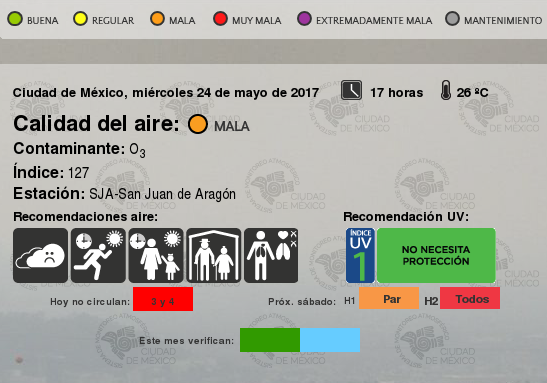 BUENA REGULAR MALA MUY MALA EXTREMADAMENTE MALA MANTENIMIENTO
Ciudad de México, miércoles 24 de mayo de 2017 17 horas 26 ºC
Calidad del aire: MALA
Contaminante: O3
Índice: 127
Estación: SJA-San Juan de Aragón
Recomendaciones aire: Recomendación UV:
ÍNDICE UV 1 NO NECESITA PROTECCIÓN
Hoy no circulan: 3 y 4 Próx. sábado: H1 Par H2 Todos
Este mes verifican:
CIUDAD DE MÉXICO